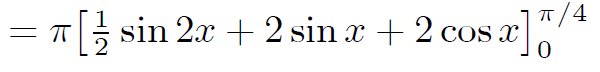 = π[½ sin 2x + 2 sin x + 2 cos x]₀^{π/4}